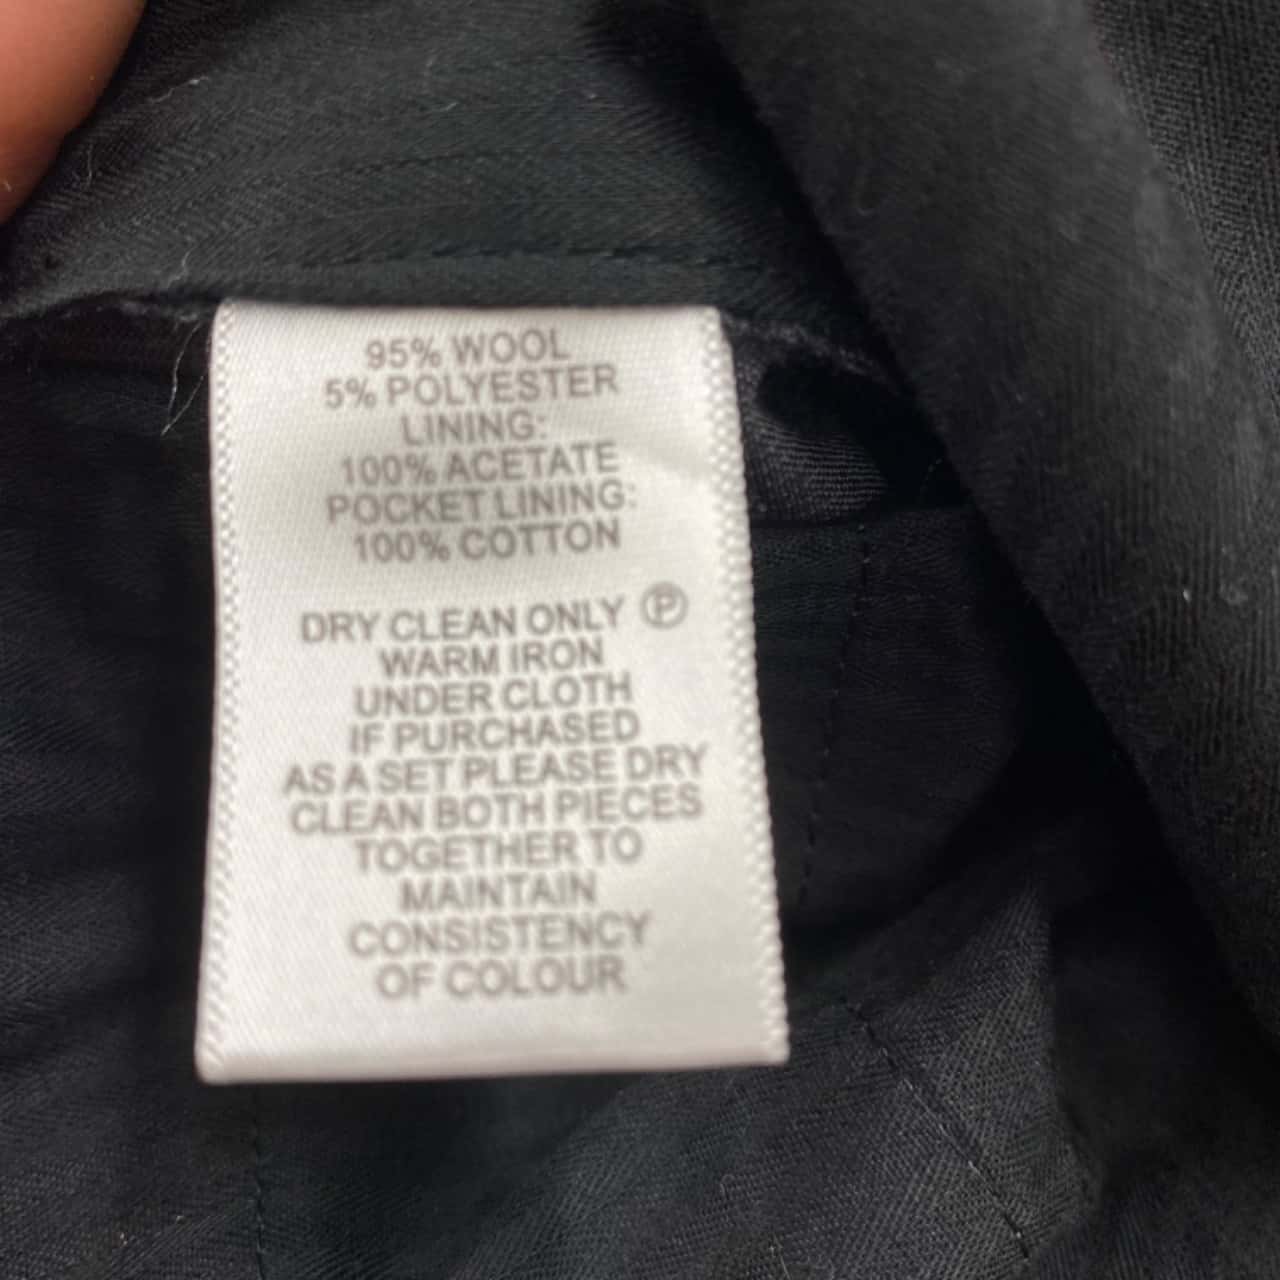 95% WOOL
5% POLYESTER
LINING:
100% ACETATE
POCKET LINING:
100% COTTON
DRY CLEAN ONLY Ⓟ
WARM IRON
UNDER CLOTH
IF PURCHASED
AS A SET PLEASE DRY
CLEAN BOTH PIECES
TOGETHER TO
MAINTAIN
CONSISTENCY
OF COLOUR